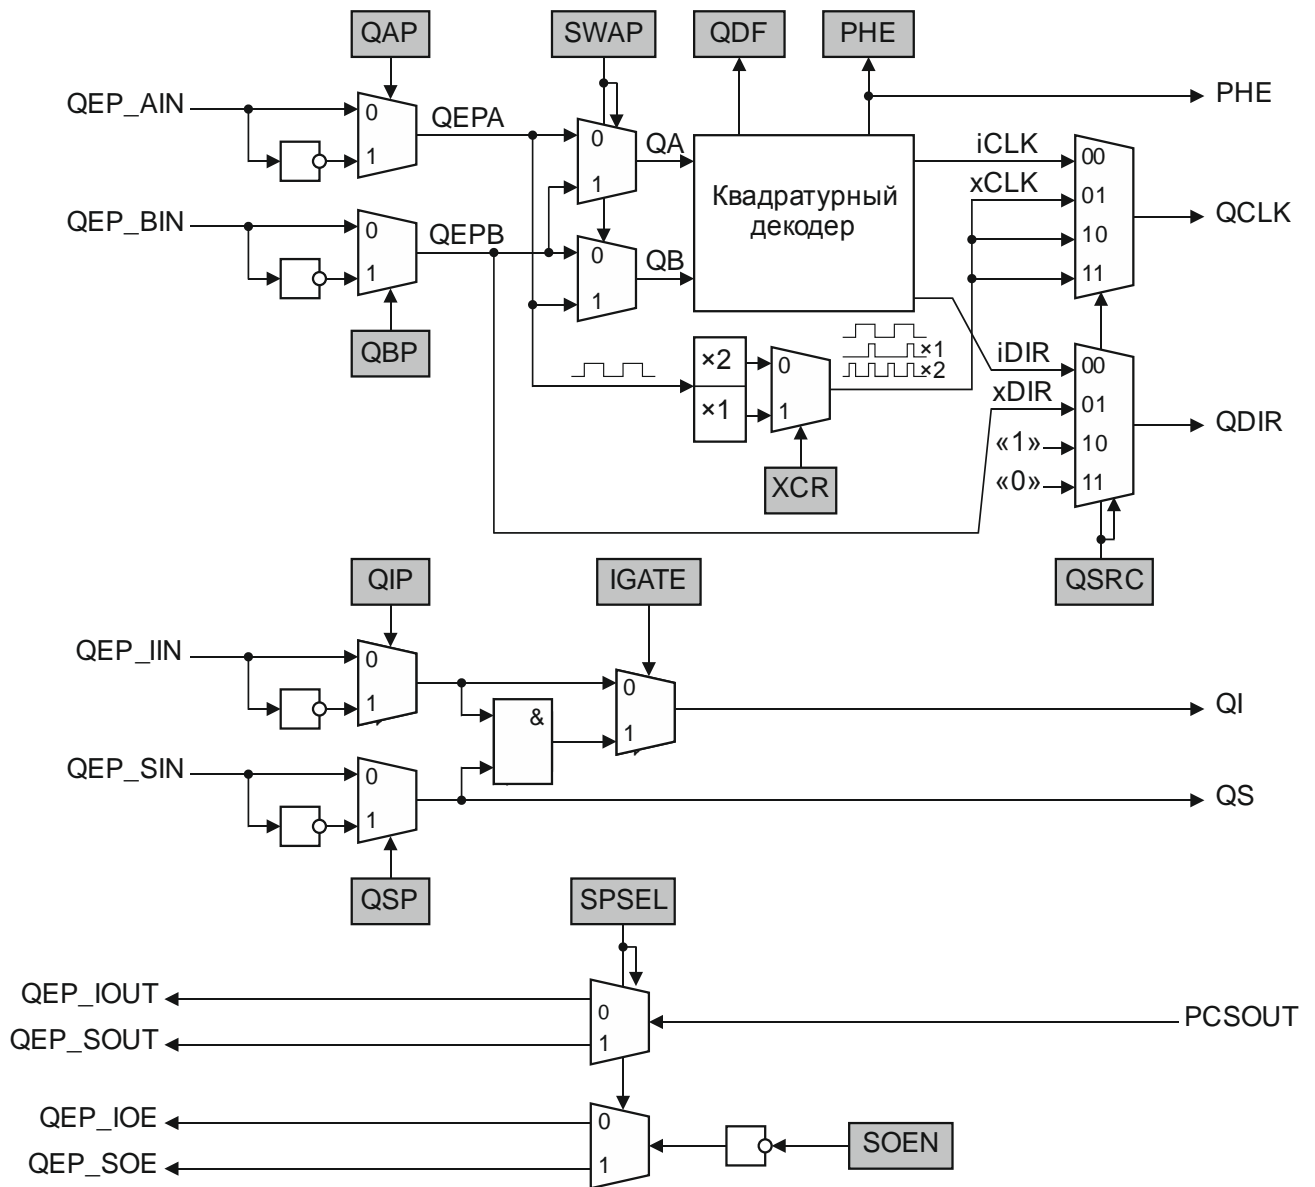 QAP
SWAP
QDF
PHE
QEP_AIN
0
1
QEPA
0
1
QA
PHE
iCLK
00
xCLK
01
10
11
QCLK
Квадратурный
декодер
QEP_BIN
0
1
QEPB
0
1
QB
QBP
×2
×1
0
1
×1
×2
XCR
iDIR
00
xDIR
01
«1»
10
«0»
11
QDIR
QSRC
QIP
IGATE
QEP_IIN
0
1
&
0
1
QI
QEP_SIN
0
1
QS
QSP
SPSEL
QEP_IOUT
0
PCSOUT
QEP_SOUT
1
QEP_IOE
0
SOEN
QEP_SOE
1